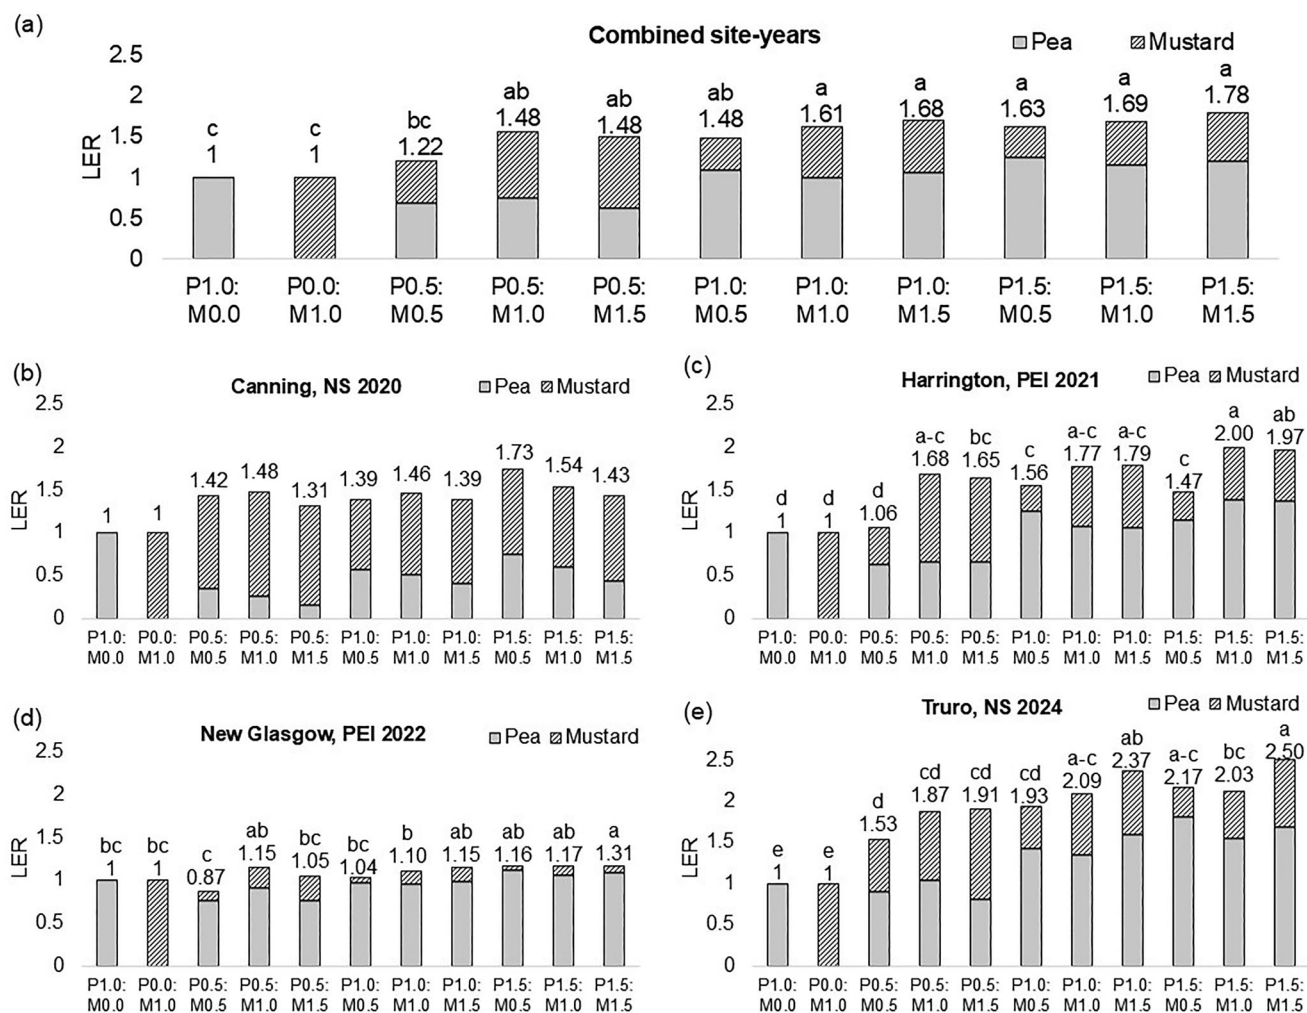 (a)
Combined site-years
Pea Mustard
LER
2.5
2
1.5
1
0.5
0
c c bc ab ab ab a a a a a
1 1 1.22 1.48 1.48 1.48 1.61 1.68 1.63 1.69 1.78
P1.0: P0.0: P0.5: P0.5: P0.5: P1.0: P1.0: P1.0: P1.5: P1.5: P1.5:
M0.0 M1.0 M0.5 M1.0 M1.5 M0.5 M1.0 M1.5 M0.5 M1.0 M1.5
(b)
Canning, NS 2020
Pea Mustard
LER
2.5
2
1.5
1
0.5
0
1 1 1.42 1.48 1.31 1.39 1.46 1.39 1.73 1.54 1.43
P1.0: P0.0: P0.5: P0.5: P0.5: P1.0: P1.0: P1.0: P1.5: P1.5: P1.5:
M0.0 M1.0 M0.5 M1.0 M1.5 M0.5 M1.0 M1.5 M0.5 M1.0 M1.5
(c)
Harrington, PEI 2021
Pea Mustard
LER
2.5
2
1.5
1
0.5
0
d d d a-c bc c a-c a-c c a ab
1 1 1.06 1.68 1.65 1.56 1.77 1.79 1.47 2.00 1.97
P1.0: P0.0: P0.5: P0.5: P0.5: P1.0: P1.0: P1.0: P1.5: P1.5: P1.5:
M0.0 M1.0 M0.5 M1.0 M1.5 M0.5 M1.0 M1.5 M0.5 M1.0 M1.5
(d)
New Glasgow, PEI 2022
Pea Mustard
LER
2.5
2
1.5
1
0.5
0
bc bc c ab bc bc b ab ab ab a
1 1 0.87 1.15 1.05 1.04 1.10 1.15 1.16 1.17 1.31
P1.0: P0.0: P0.5: P0.5: P0.5: P1.0: P1.0: P1.0: P1.5: P1.5: P1.5:
M0.0 M1.0 M0.5 M1.0 M1.5 M0.5 M1.0 M1.5 M0.5 M1.0 M1.5
(e)
Truro, NS 2024
Pea Mustard
LER
2.5
2
1.5
1
0.5
0
e e d cd cd cd a-c ab a-c bc a
1 1 1.53 1.87 1.91 1.93 2.09 2.37 2.17 2.03 2.50
P1.0: P0.0: P0.5: P0.5: P0.5: P1.0: P1.0: P1.0: P1.5: P1.5: P1.5:
M0.0 M1.0 M0.5 M1.0 M1.5 M0.5 M1.0 M1.5 M0.5 M1.0 M1.5